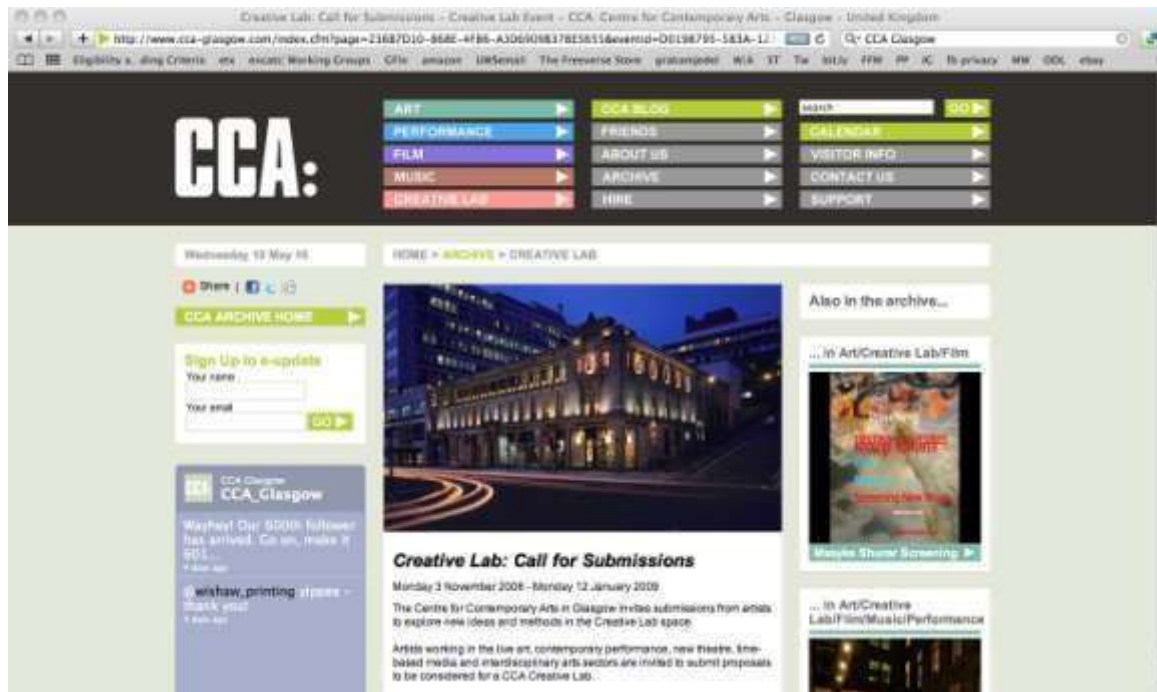 Creative Lab: Call for Submissions - Creative Lab Event - CCA: Centre for Contemporary Arts - Glasgow - United Kingdom
CCA Glasgow
amazon
The Freeverse Store
ebay
CCA:
ART
PERFORMANCE
FILM
MUSIC
CREATIVE LAB
CCA BLOG
FRIENDS
ABOUT US
ARCHIVE
HIRE
search
GO
CALENDAR
VISITOR INFO
CONTACT US
SUPPORT
HOME > ARCHIVE > CREATIVE LAB
Share |
CCA ARCHIVE HOME
Sign Up to e-update
Your name
Your email
GO
CCA Glasgow
CCA_Glasgow
Wayhey! Our 600th follower
has arrived. Go on, make it
601...
@wishaw_printing yippee -
thank you!
Creative Lab: Call for Submissions
Monday 3 November 2008 - Monday 12 January 2009
The Centre for Contemporary Arts in Glasgow invites submissions from artists
to explore new ideas and methods in the Creative Lab space.
Artists working in the live art, contemporary performance, new theatre, time-
based media and interdisciplinary arts sectors are invited to submit proposals
to be considered for a CCA Creative Lab.
Also in the archive...
... in Art/Creative Lab/Film
Screening
... in Art/Creative
Lab/Film/Music/Performance